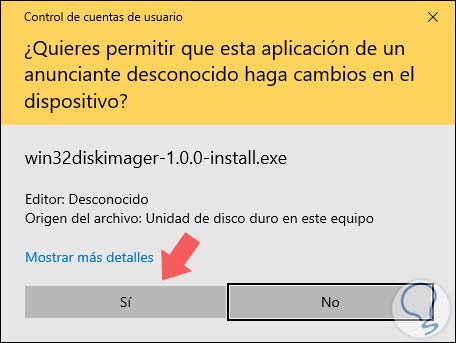 Control de cuentas de usuario
¿Quieres permitir que esta aplicación de un
anunciante desconocido haga cambios en el
dispositivo?
win32diskimager-1.0.0-install.exe
Editor: Desconocido
Origen del archivo: Unidad de disco duro en este equipo
Mostrar más detalles
Sí
No